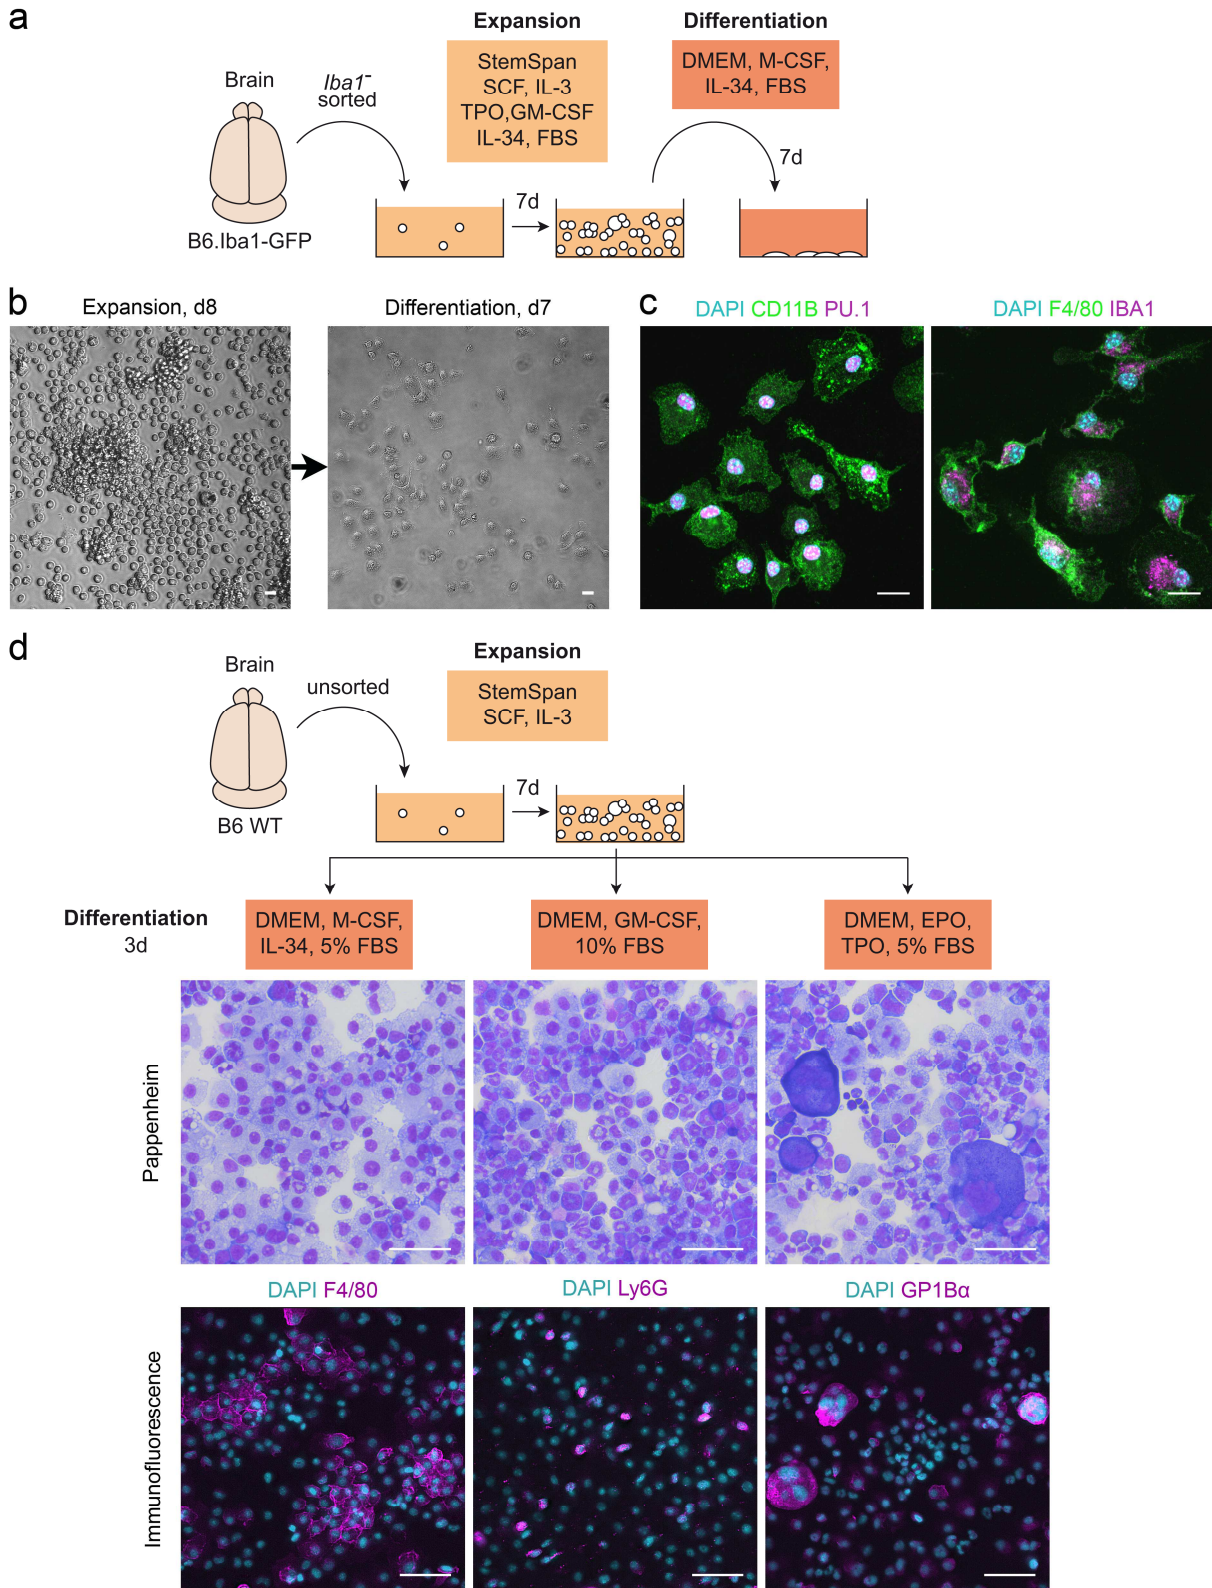 a
Expansion
Differentiation
Brain
Iba1-
sorted
StemSpan
SCF, IL-3
TPO,GM-CSF
IL-34, FBS
DMEM, M-CSF,
IL-34, FBS
7d
7d
B6.Iba1-GFP
b
Expansion, d8
Differentiation, d7
c
DAPI CD11B PU.1
DAPI F4/80 IBA1
d
Expansion
Brain
unsorted
StemSpan
SCF, IL-3
7d
B6 WT
Differentiation
3d
DMEM, M-CSF,
IL-34, 5% FBS
DMEM, GM-CSF,
10% FBS
DMEM, EPO,
TPO, 5% FBS
Pappenheim
DAPI F4/80
DAPI Ly6G
DAPI GP1Bα
Immunofluorescence